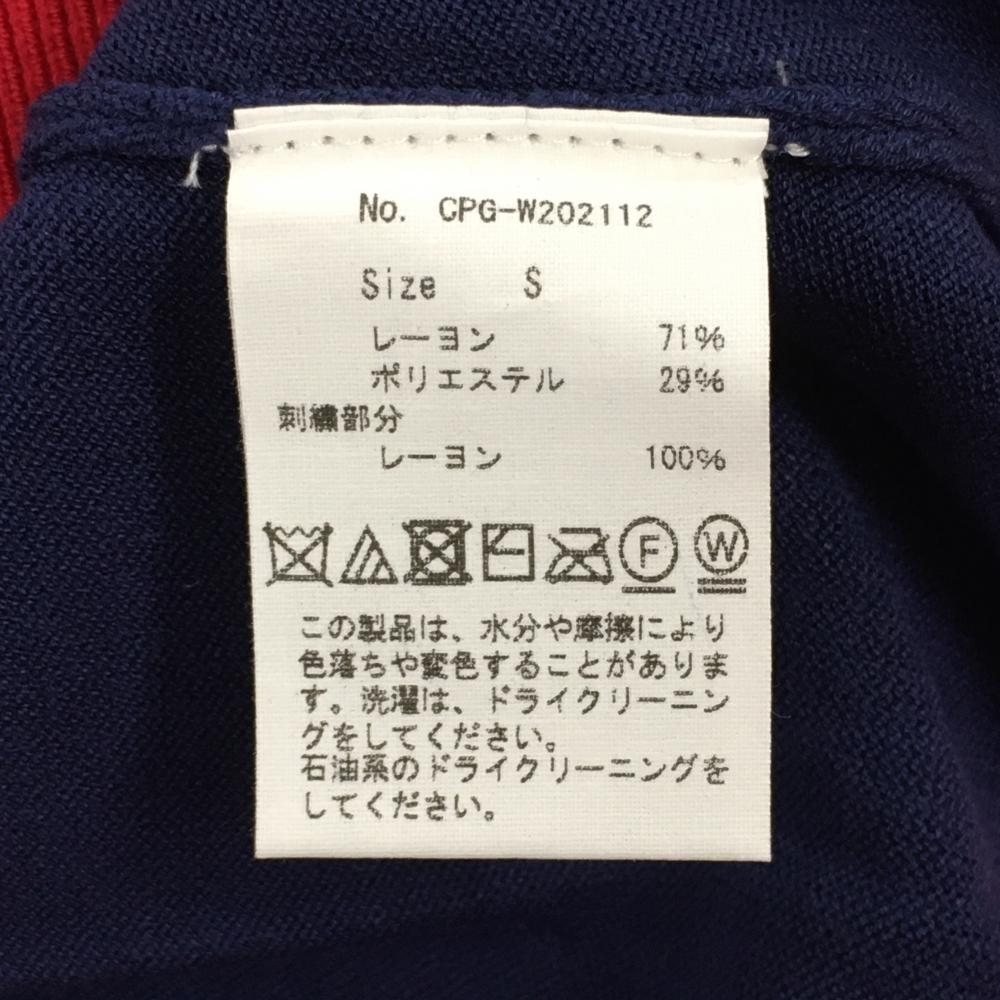 No. CPG-W202112
Size S
レーヨン 71%
ポリエステル 29%
刺繍部分
レーヨン 100%
F W
この製品は、水分や摩擦により
色落ちや変色することがありま
す。洗濯は、ドライクリーニン
グをしてください。
石油系のドライクリーニングを
してください。